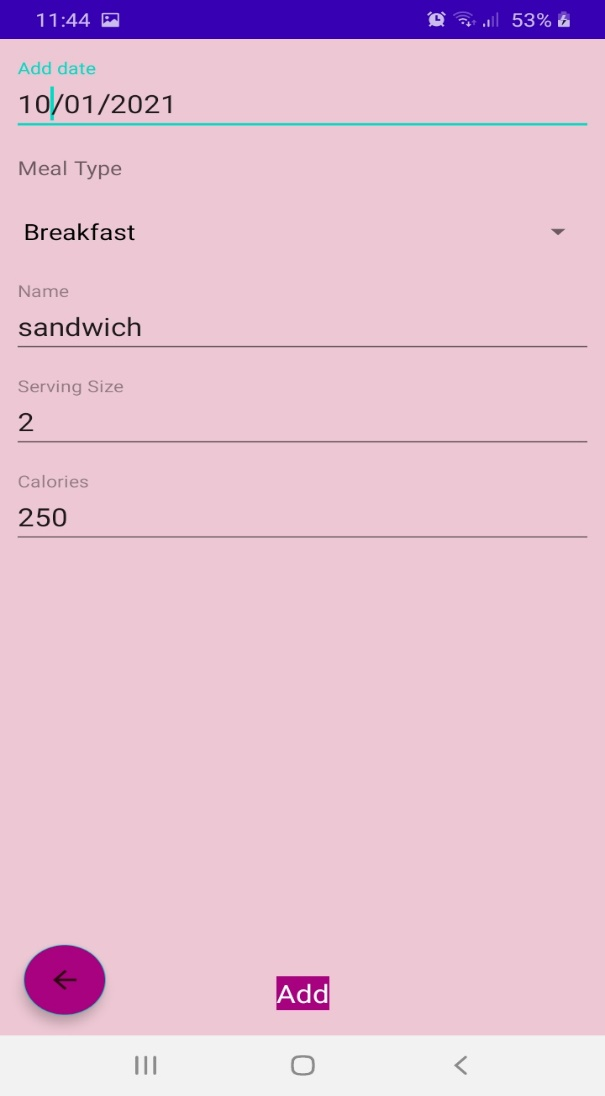 11:44 53%
Add date
10/01/2021
Meal Type
Breakfast
Name
sandwich
Serving Size
2
Calories
250
Add